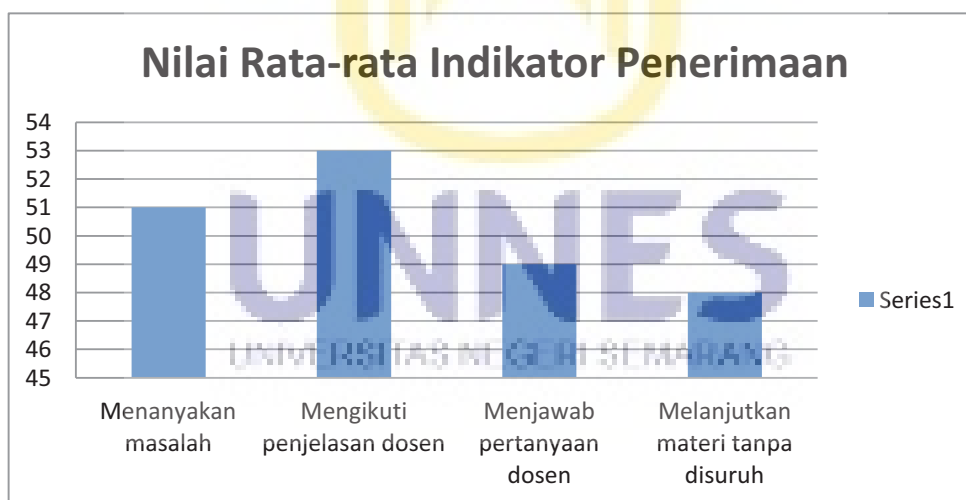 Nilai Rata-rata Indikator Penerimaan
54
53
52
51
50
49
48
47
46
45
UNNES
UNIVERSITAS NEGERI SEMARANG
Menanyakan
masalah
Mengikuti
penjelasan dosen
Menjawab
pertanyaan
dosen
Melanjutkan
materi tanpa
disuruh
Series1